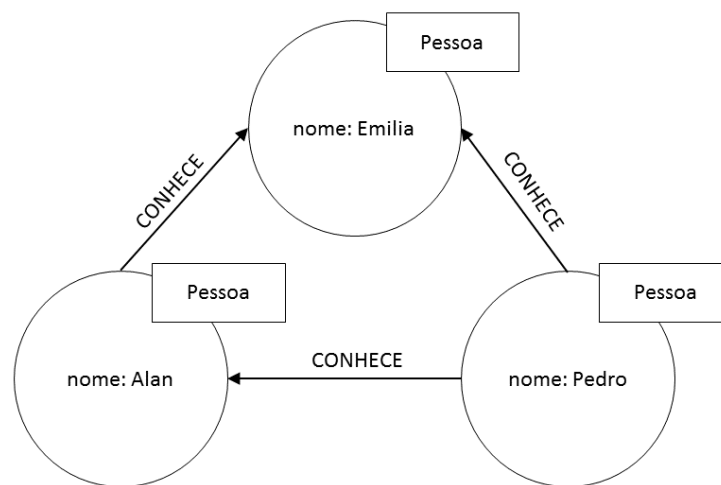 Pessoa
nome: Emilia
CONHECE
CONHECE
Pessoa
Pessoa
nome: Alan
CONHECE
nome: Pedro